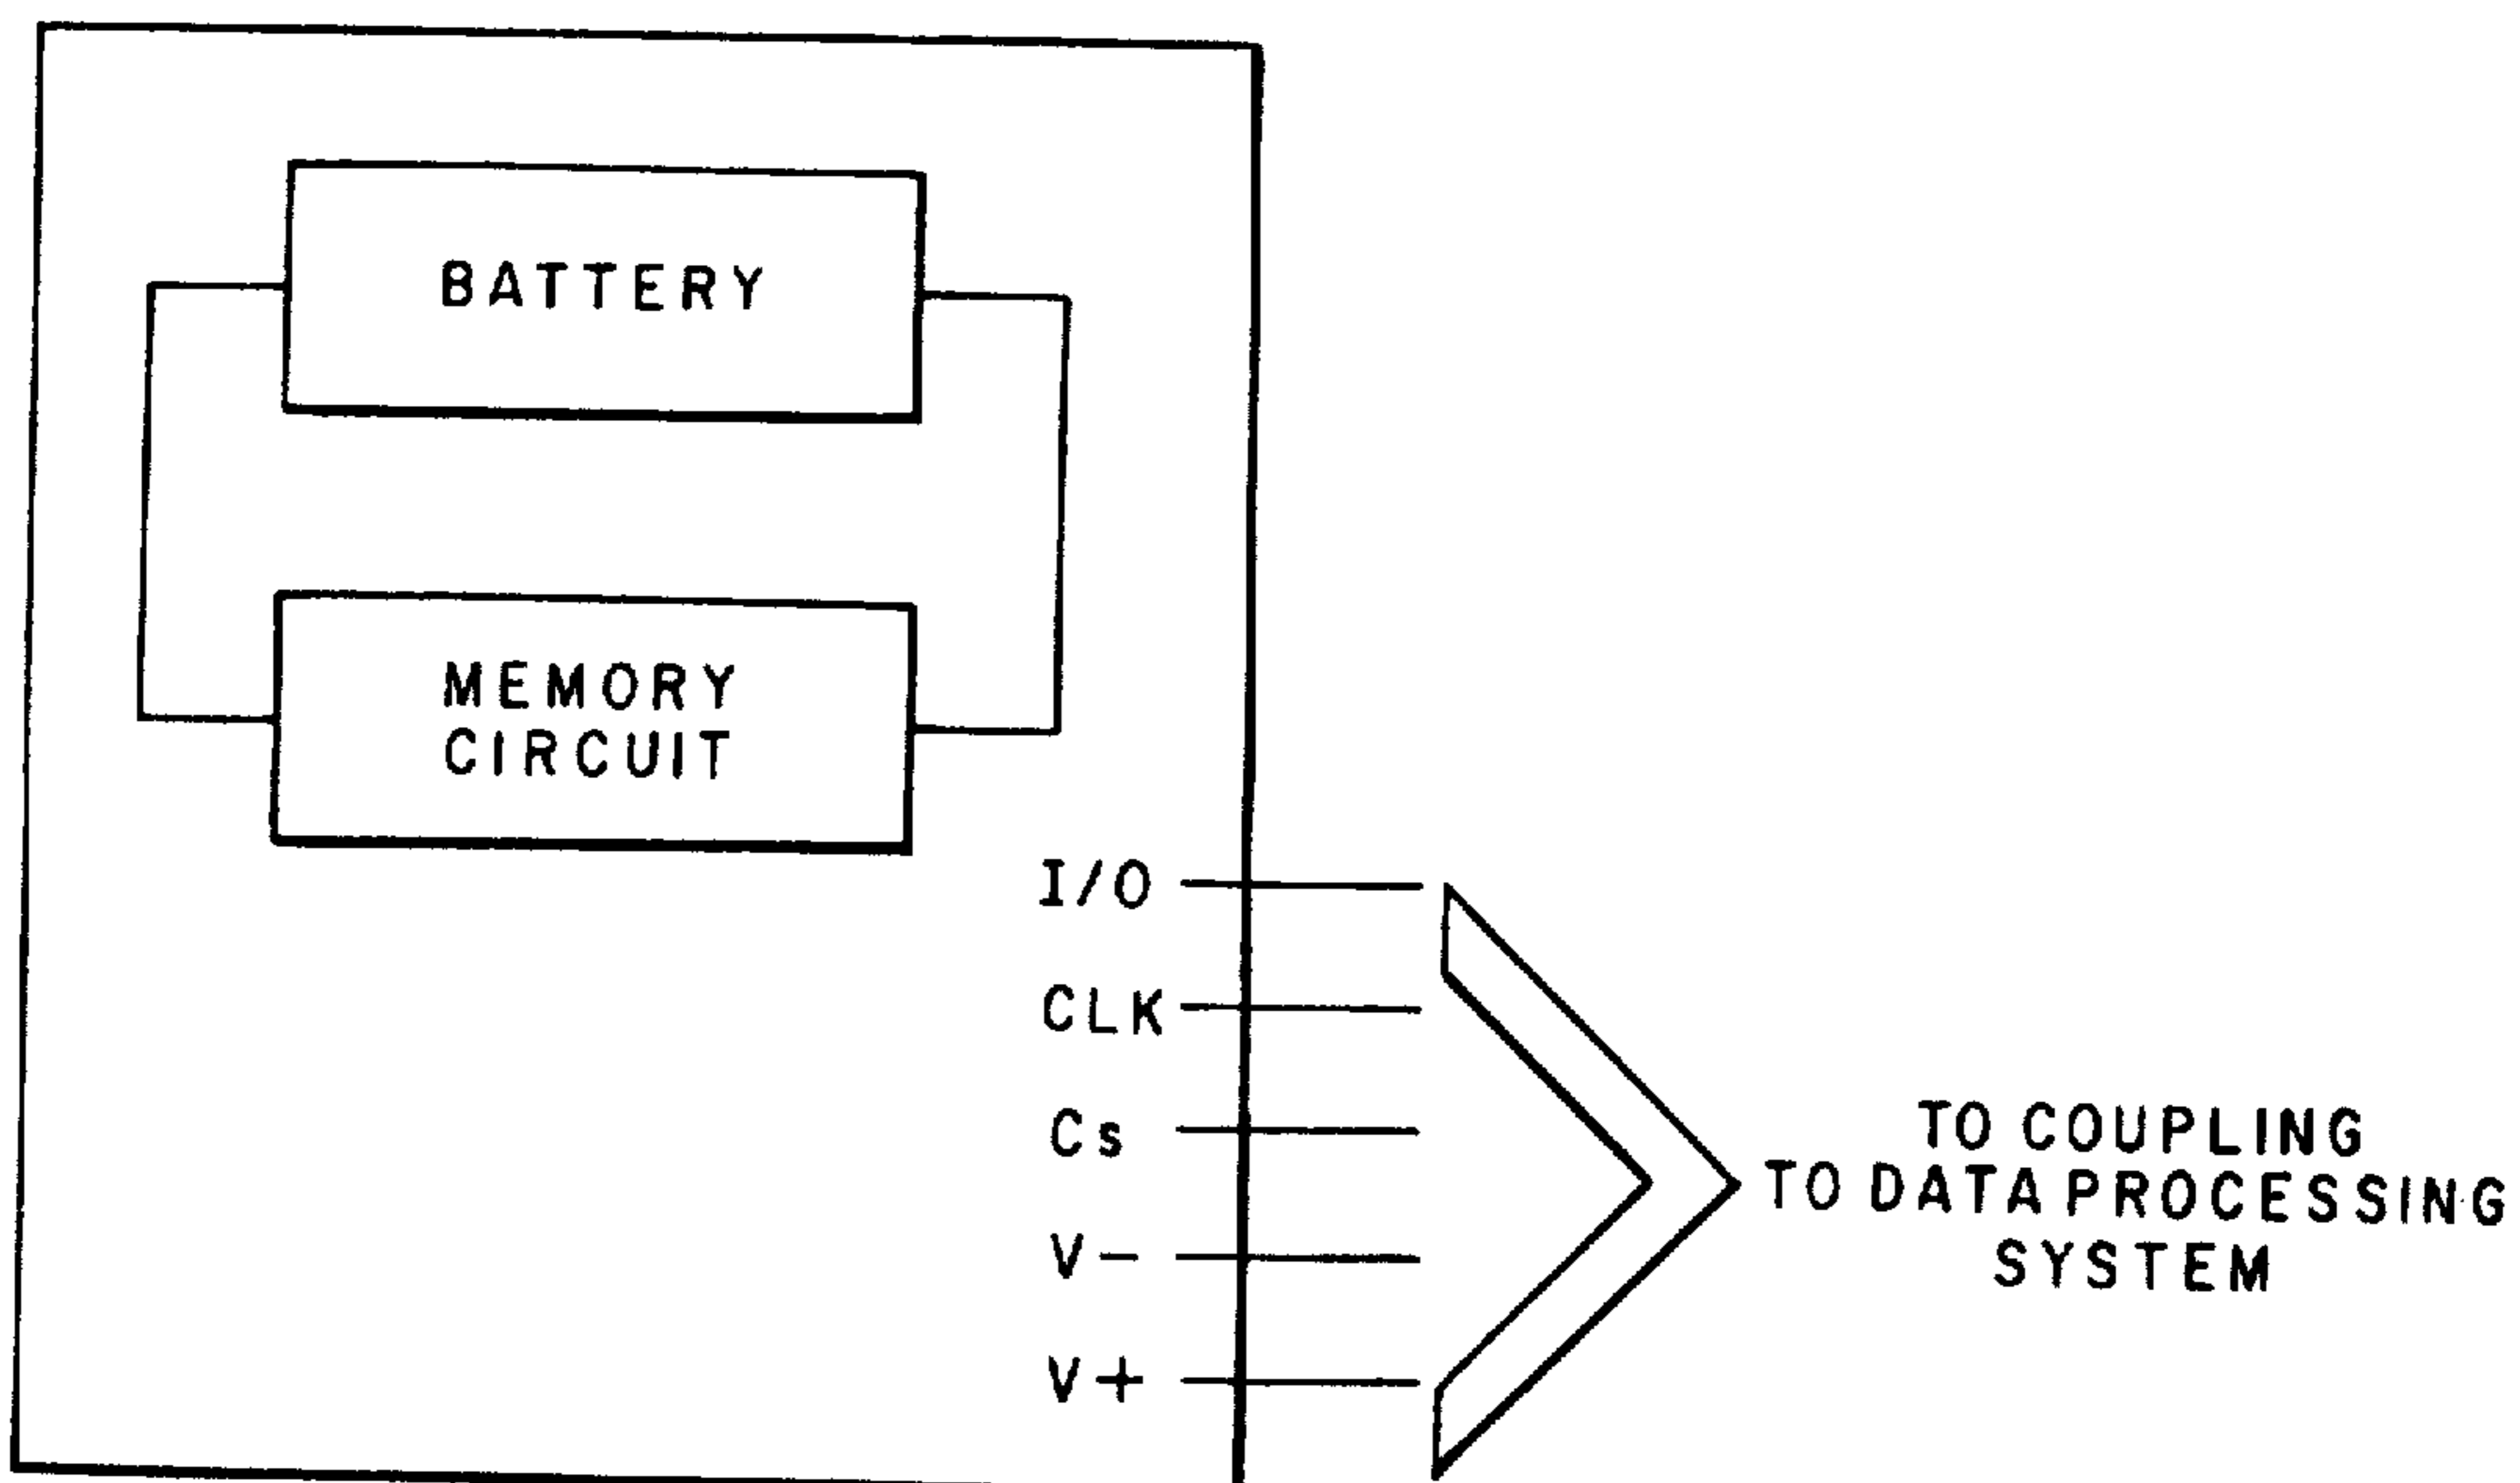 BATTERY
MEMORY
CIRCUIT
I/O
CLK
Cs
V-
V+
TO COUPLING
TO DATA PROCESSING
SYSTEM